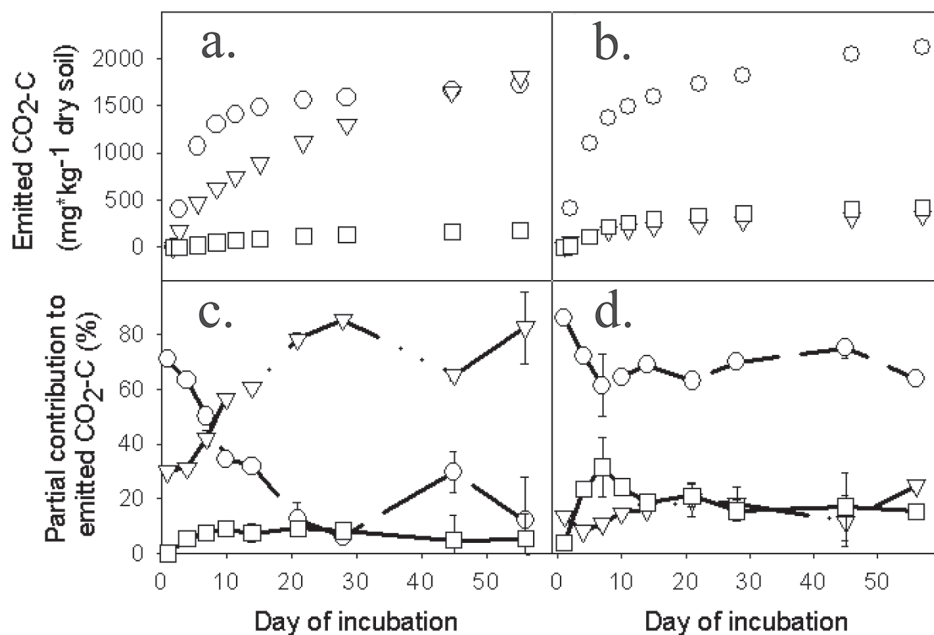 a.
b.
Emitted CO2-C
(mg*kg-1 dry soil)
2000
1500
1000
500
0
c.
d.
Partial contribution to
emitted CO2-C (%)
80
60
40
20
0
0 10 20 30 40 50 0 10 20 30 40 50
Day of incubation Day of incubation